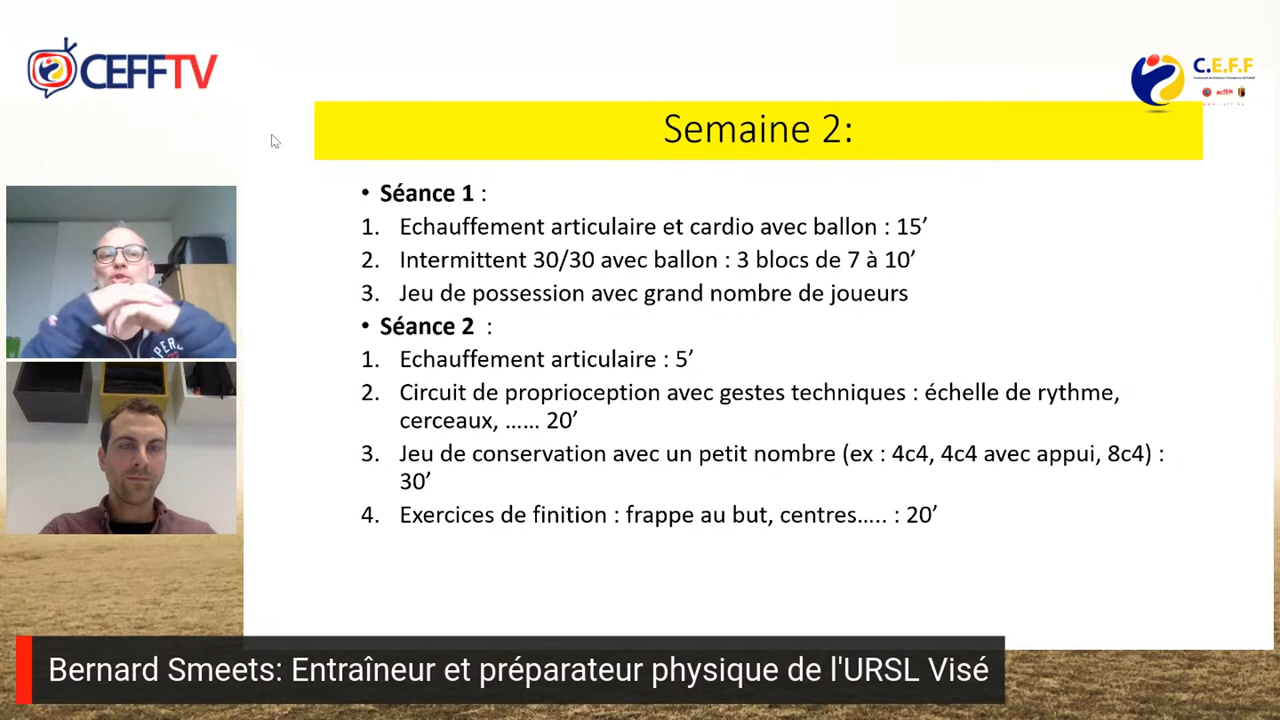 CEFFTV
C.E.F.F
Semaine 2:
• Séance 1 :
1. Echauffement articulaire et cardio avec ballon : 15’
2. Intermittent 30/30 avec ballon : 3 blocs de 7 à 10’
3. Jeu de possession avec grand nombre de joueurs
• Séance 2 :
1. Echauffement articulaire : 5’
2. Circuit de proprioception avec gestes techniques : échelle de rythme,
cerceaux, …... 20’
3. Jeu de conservation avec un petit nombre (ex : 4c4, 4c4 avec appui, 8c4) :
30’
4. Exercices de finition : frappe au but, centres….. : 20’
Bernard Smeets: Entraîneur et préparateur physique de l'URSL Visé